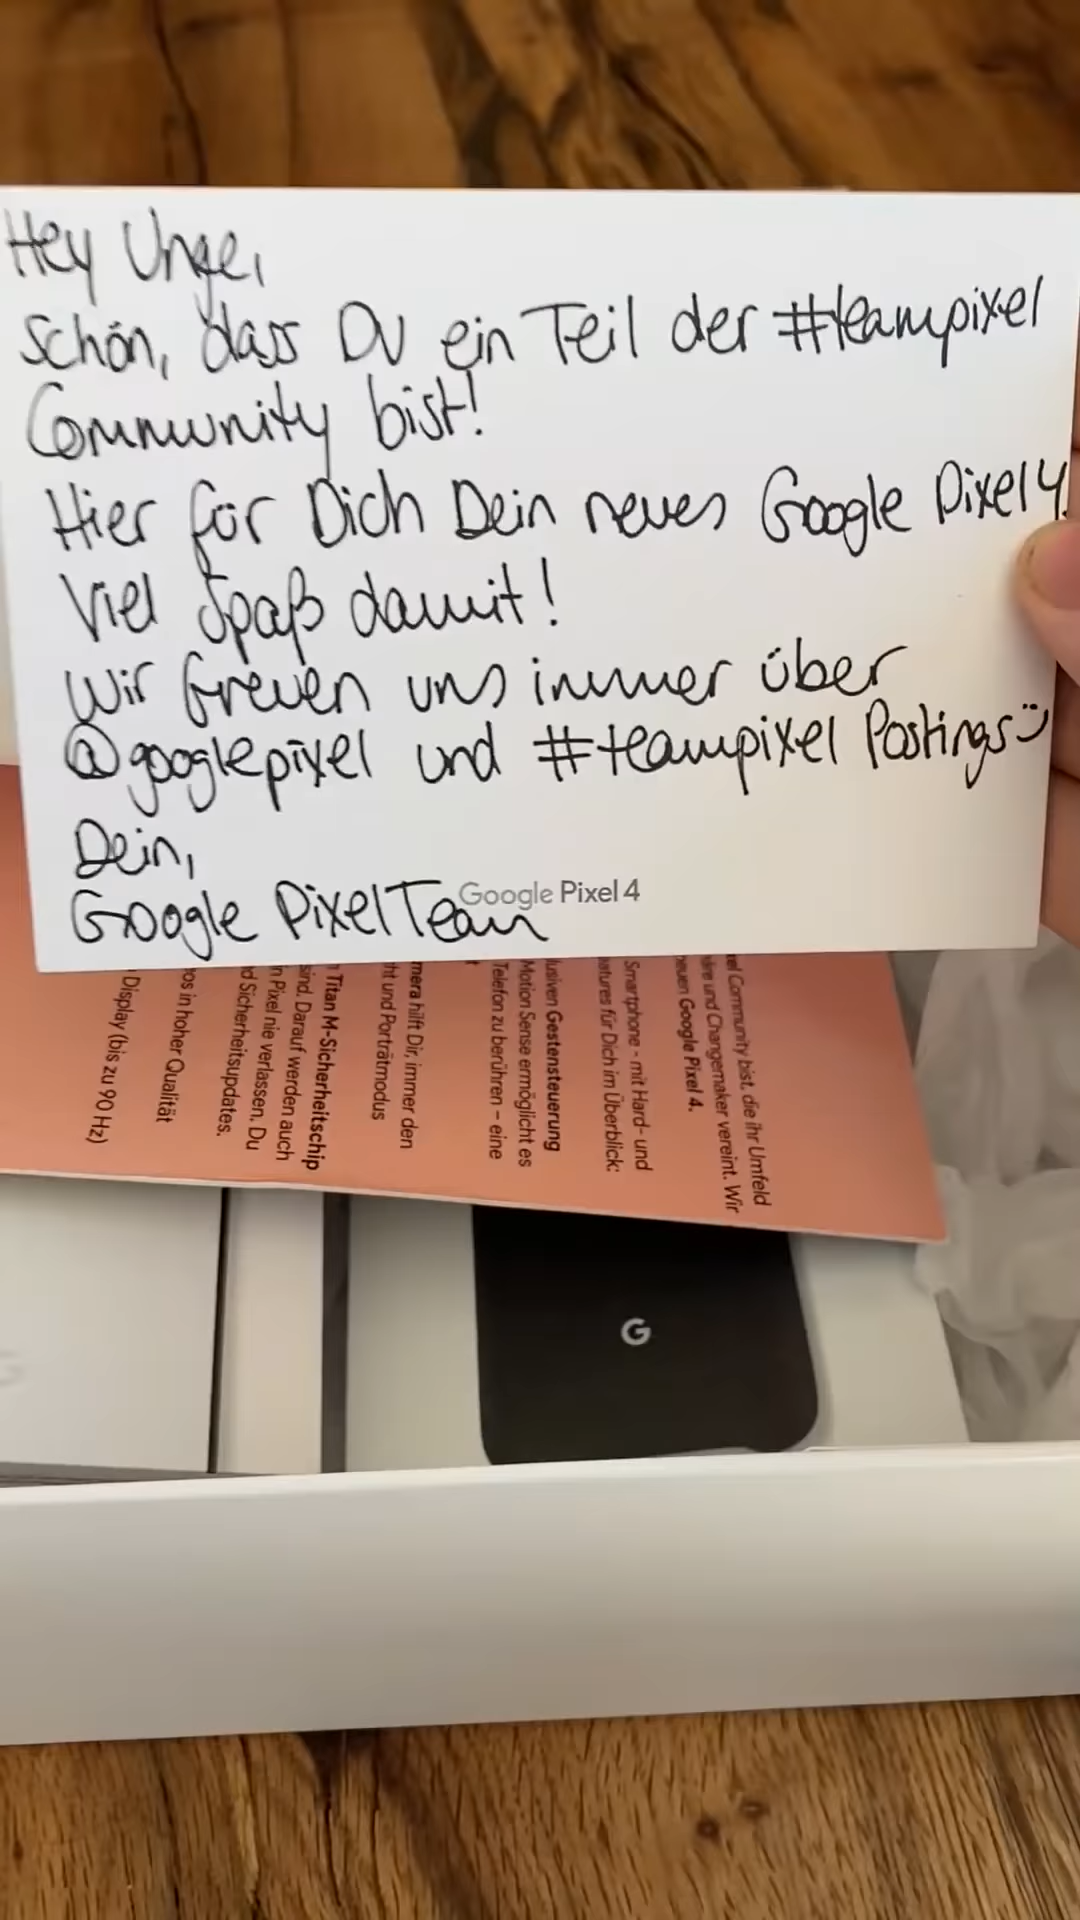 Hey Unge,
schön, dass Du ein Teil der #teampixel
Community bist!
Hier für Dich Dein neues Google Pixel 4.
Viel Spaß damit!
Wir freuen uns immer über
@googlepixel und #teampixel Postings :)
Dein,
Google Pixel Team
Google Pixel 4
Community bist, die ihr Umfeld
und Changemaker vereint. Wir
neuen Google Pixel 4.
Smartphone - mit Hard- und
für Dich im Überblick:
Gestensteuerung
Motion Sense ermöglicht es
Telefon zu berühren – eine
hilft Dir, immer den
und Porträtmodus
Titan M-Sicherheitschip
sind. Darauf werden auch
Pixel nie verlassen. Du
Sicherheitsupdates.
in hoher Qualität
Display (bis zu 90 Hz)
G